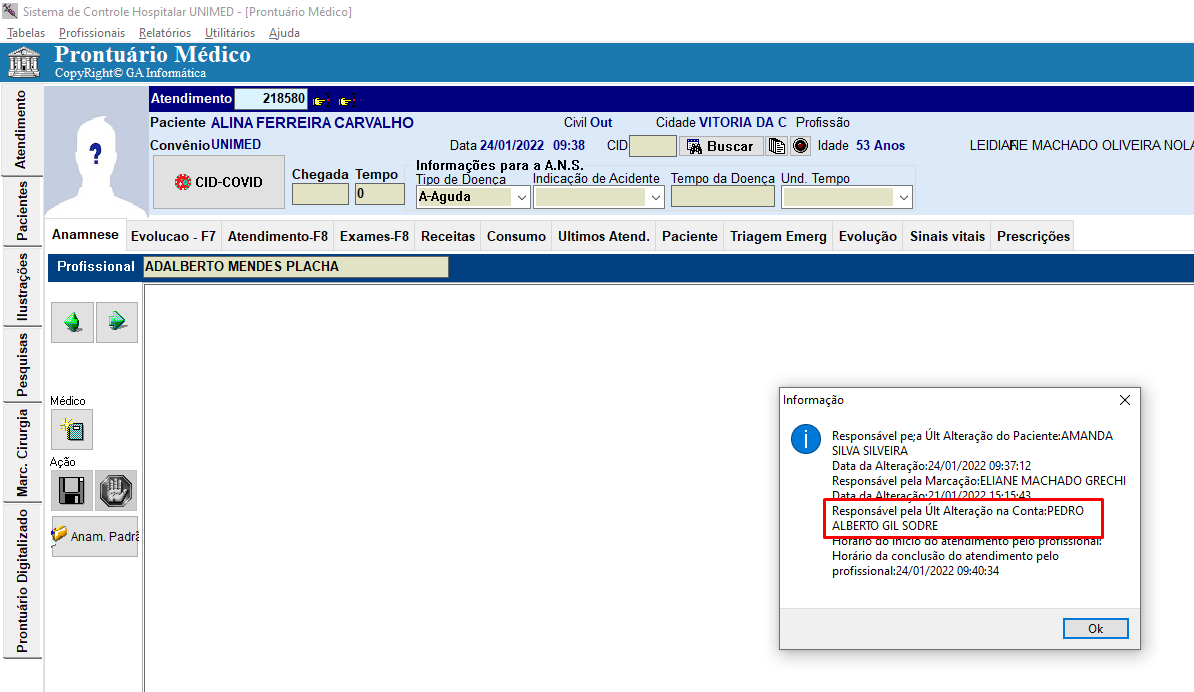 Sistema de Controle Hospitalar UNIMED - [Prontuário Médico]
Tabelas Profissionais Relatórios Utilitários Ajuda
Prontuário Médico
CopyRight© GA Informática
Atendimento 218580
Paciente ALINA FERREIRA CARVALHO Civil Out Cidade VITORIA DA C Profissão
Convênio UNIMED Data 24/01/2022 09:38 CID Buscar Idade 53 Anos MACHADO OLIVEIRA NOLA
CID-COVID
Chegada Tempo
0
Informações para a A.N.S.
Tipo de Doença Indicação de Acidente Tempo da Doença Und. Tempo
A-Aguda
Anamnese Evolucao - F7 Atendimento-F8 Exames-F8 Receitas Consumo Ultimos Atend. Paciente Triagem Emerg Evolução Sinais vitais Prescrições
Profissional ADALBERTO MENDES PLACHA
Atendimento
Pacientes
Ilustrações
Pesquisas
Marc. Cirurgia
Prontuário Digitalizado
Médico
Ação
Anam. Padrã
Informação
Responsável pe;a Últ Alteração do Paciente:AMANDA
SILVA SILVEIRA
Data da Alteração:24/01/2022 09:37:12
Responsável pela Marcação:ELIANE MACHADO GRECHI
Data da Alteração:21/01/2022 15:15:43
Responsável pela Últ Alteração na Conta:PEDRO
ALBERTO GIL SODRE
Horário do início do atendimento pelo profissional:
Horário da conclusão do atendimento pelo
profissional:24/01/2022 09:40:34
Ok